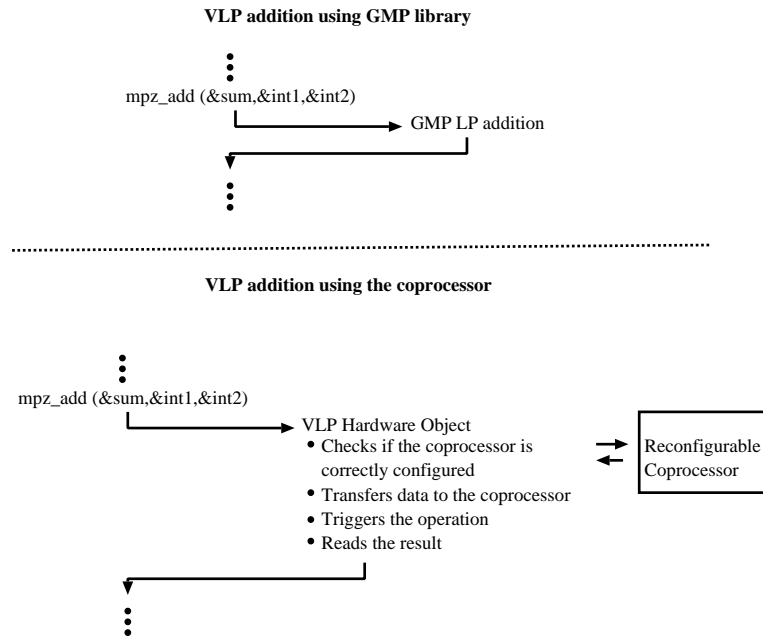 VLP addition using GMP library
mpz_add (&sum,&int1,&int2)
GMP LP addition
VLP addition using the coprocessor
mpz_add (&sum,&int1,&int2)
VLP Hardware Object
• Checks if the coprocessor is
correctly configured
• Transfers data to the coprocessor
• Triggers the operation
• Reads the result
Reconfigurable
Coprocessor